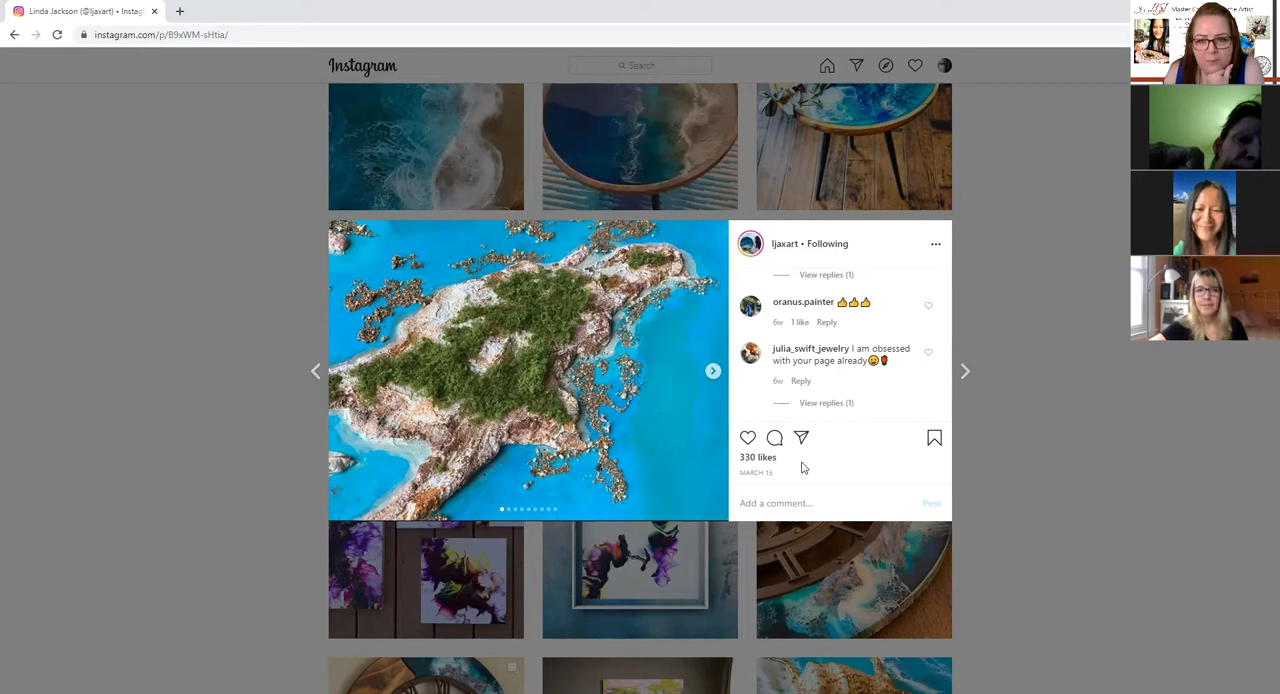 Linda Jackson (@ljaxart) • Instag
instagram.com/p/B9xWM-sHtia/
Instagram
Search
ljaxart • Following
View replies (1)
oranus.painter 👍👍👍
6w 1 like Reply
julia_swift_jewelry I am obsessed
with your page already😀🌹
6w Reply
View replies (1)
330 likes
MARCH 15
Add a comment...
Post